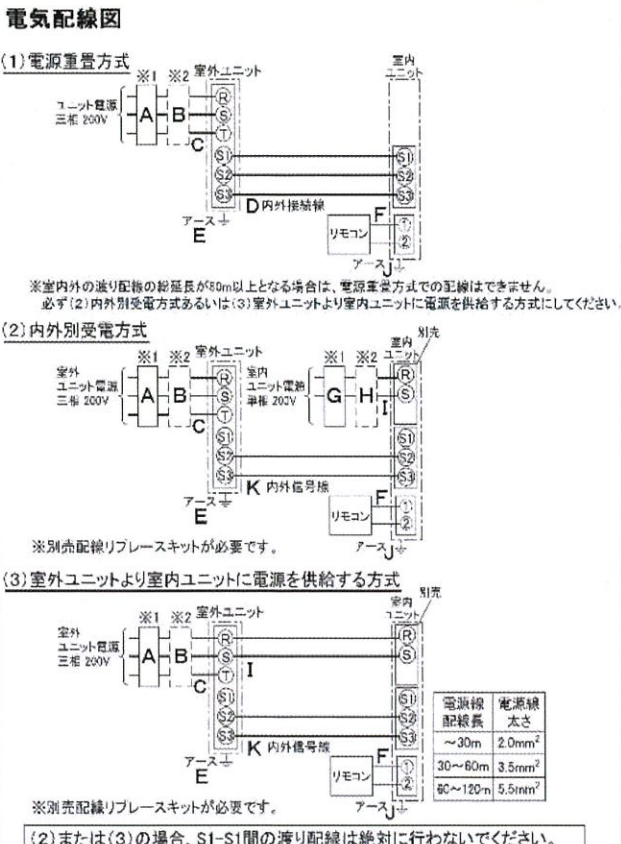 電気配線図
(1)電源重畳方式
※1 ※2 室外ユニット
室内
ユニット
ユニット電源
三相 200V
A B C
R
S
T
S1
S2
S3
S1
S2
S3
D 内外接続線
アース
E
リモコン
F
1
2
アース J
※室内外の渡り配線の総延長が80m以上となる場合は、電源重畳方式での配線はできません。
必ず(2)内外別受電方式あるいは(3)室外ユニットより室内ユニットに電源を供給する方式にしてください。
(2)内外別受電方式
※1 ※2 室外ユニット
室外
ユニット電源
三相 200V
A B C
R
S
T
S1
S2
S3
※1 ※2
室内
ユニット
別売
室内
ユニット電源
単相 200V
G H I
R
S
S1
S2
S3
K 内外信号線
アース
E
リモコン
F
1
2
アース J
※別売配線リプレースキットが必要です。
(3)室外ユニットより室内ユニットに電源を供給する方式
※1 ※2 室外ユニット
室内
ユニット
別売
室外
ユニット電源
三相 200V
A B C
R
S
T
S1
S2
S3
I
R
S
S1
S2
S3
K 内外信号線
アース
E
リモコン
F
1
2
アース J
電源線配線長 電源線太さ
～30m 2.0mm²
30～60m 3.5mm²
60～120m 5.5mm²
※別売配線リプレースキットが必要です。
(2)または(3)の場合、S1-S1間の渡り配線は絶対に行わないでください。